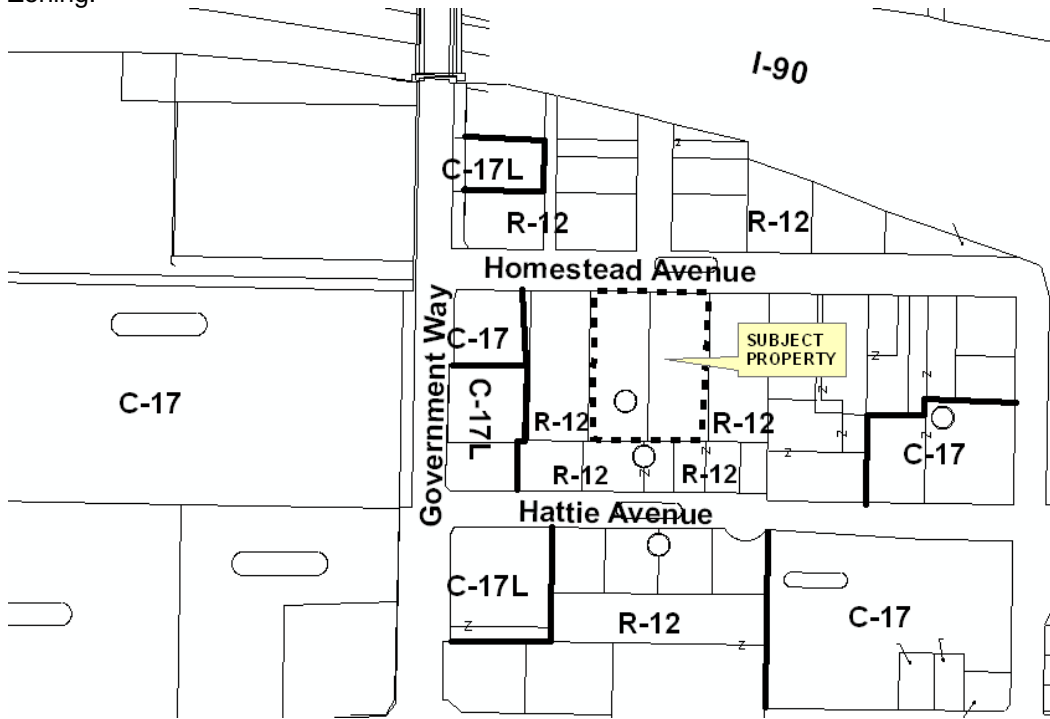 Zoning:
I-90
C-17L
R-12
R-12
Homestead Avenue
Government Way
C-17
SUBJECT
PROPERTY
C-17
C-17L
R-12
R-12
C-17
R-12
R-12
Hattie Avenue
C-17L
R-12
C-17